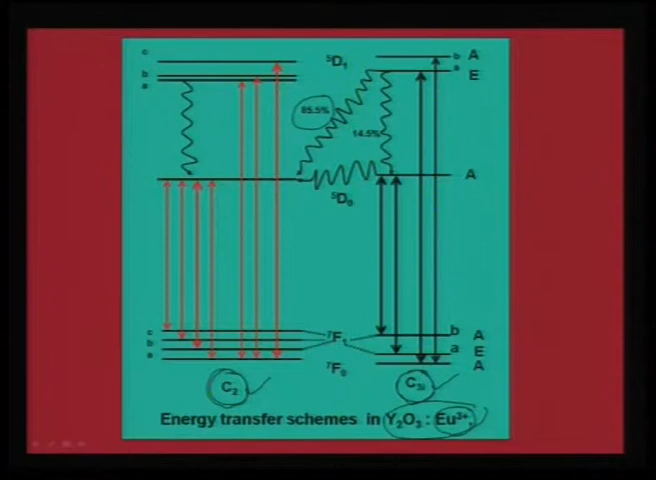 c
⁵D₁
b A
b
a
a E
85.5%
14.5%
A
⁵D₀
c
b
a
⁷F₁
⁷F₀
b A
a E
A
C₂
C₃ᵢ
Energy transfer schemes in Y₂O₃ : Eu³⁺.